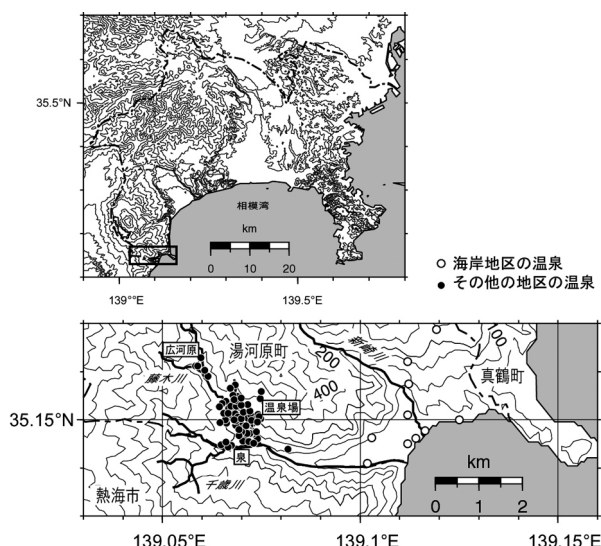 35.5°N
相模湾
km
0 10 20
139°E
139.5°E
海岸地区の温泉
その他の地区の温泉
広河原
湯河原町
新崎川
200
400
藤木川
温泉場
真鶴町
35.15°N
泉
千歳川
熱海市
km
0 1 2
139.05°E
139.1°E
139.15°E